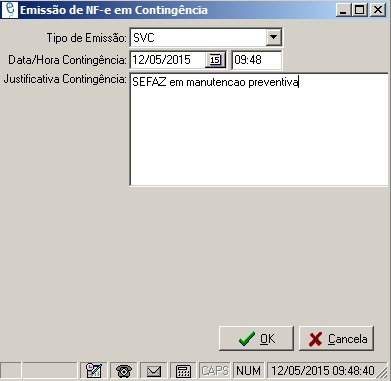 Emissão de NF-e em Contingência
Tipo de Emissão: SVC
Data/Hora Contingência: 12/05/2015 15 09:48
Justificativa Contingência: SEFAZ em manutencao preventiva
OK Cancela
CAPS NUM 12/05/2015 09:48:40